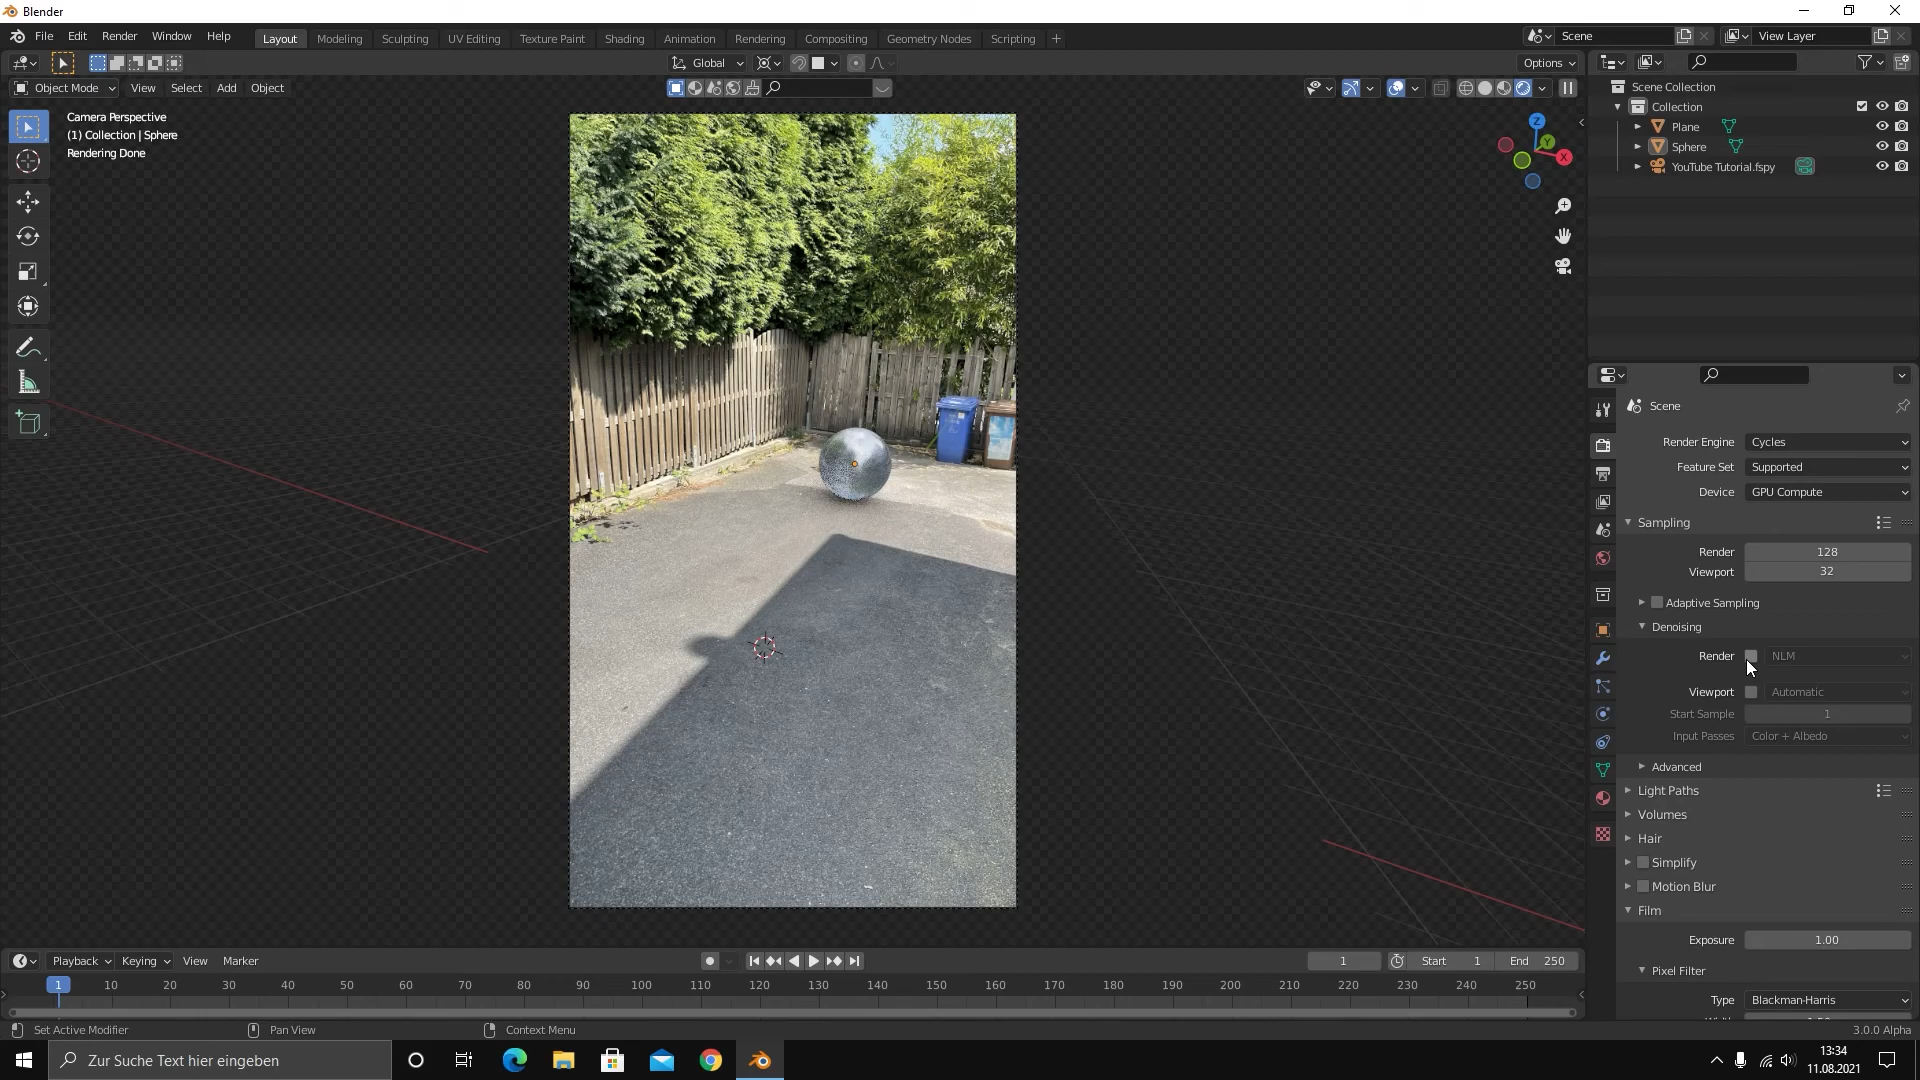 Blender
File Edit Render Window Help
Layout Modeling Sculpting UV Editing Texture Paint Shading Animation Rendering Compositing Geometry Nodes Scripting +
Scene
View Layer
Global
Options
Object Mode View Select Add Object
Camera Perspective
(1) Collection | Sphere
Rendering Done
Z
Y
X
Scene Collection
Collection
Plane
Sphere
YouTube Tutorial.fspy
Scene
Render Engine Cycles
Feature Set Supported
Device GPU Compute
Sampling
Render 128
Viewport 32
Adaptive Sampling
Denoising
Render NLM
Viewport Automatic
Start Sample 1
Input Passes Color + Albedo
Advanced
Light Paths
Volumes
Hair
Simplify
Motion Blur
Film
Exposure 1.00
Pixel Filter
Type Blackman-Harris
Playback Keying View Marker
1 Start 1 End 250
1 10 20 30 40 50 60 70 80 90 100 110 120 130 140 150 160 170 180 190 200 210 220 230 240 250
Set Active Modifier Pan View Context Menu
3.0.0 Alpha
Zur Suche Text hier eingeben
13:34
11.08.2021